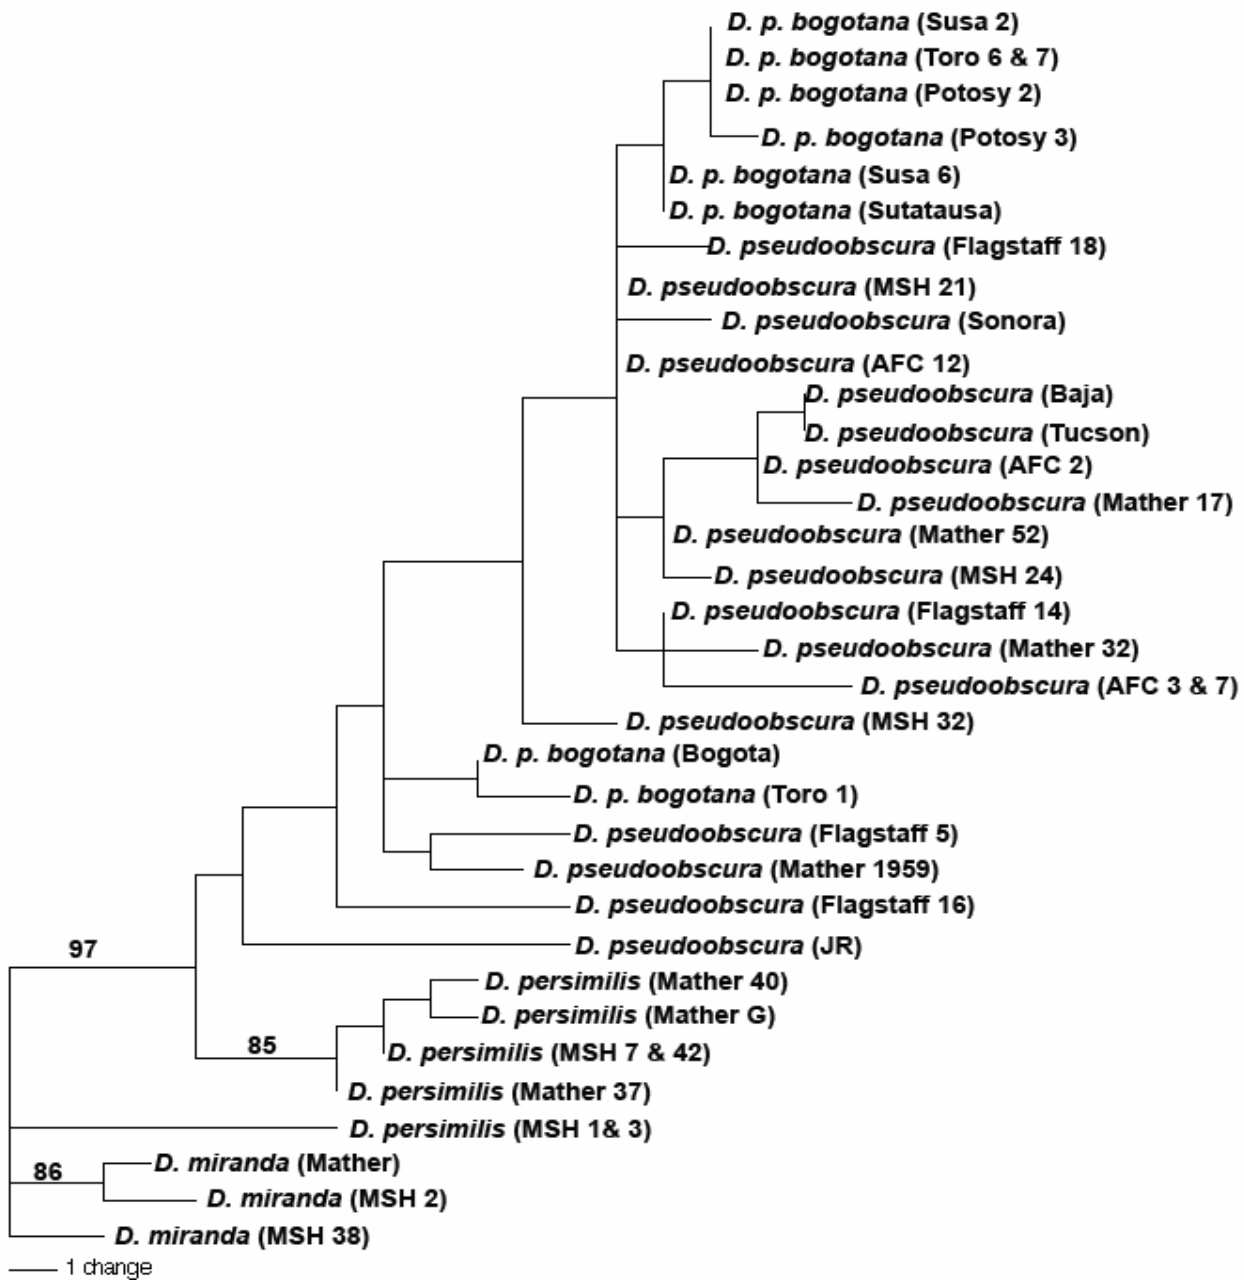 D. p. bogotana (Susa 2)
D. p. bogotana (Toro 6 & 7)
D. p. bogotana (Potosy 2)
D. p. bogotana (Potosy 3)
D. p. bogotana (Susa 6)
D. p. bogotana (Sutatausa)
D. pseudoobscura (Flagstaff 18)
D. pseudoobscura (MSH 21)
D. pseudoobscura (Sonora)
D. pseudoobscura (AFC 12)
D. pseudoobscura (Baja)
D. pseudoobscura (Tucson)
D. pseudoobscura (AFC 2)
D. pseudoobscura (Mather 17)
D. pseudoobscura (Mather 52)
D. pseudoobscura (MSH 24)
D. pseudoobscura (Flagstaff 14)
D. pseudoobscura (Mather 32)
D. pseudoobscura (AFC 3 & 7)
D. pseudoobscura (MSH 32)
D. p. bogotana (Bogota)
D. p. bogotana (Toro 1)
D. pseudoobscura (Flagstaff 5)
D. pseudoobscura (Mather 1959)
D. pseudoobscura (Flagstaff 16)
D. pseudoobscura (JR)
97
D. persimilis (Mather 40)
D. persimilis (Mather G)
85
D. persimilis (MSH 7 & 42)
D. persimilis (Mather 37)
D. persimilis (MSH 1& 3)
D. miranda (Mather)
86
D. miranda (MSH 2)
D. miranda (MSH 38)
1 change